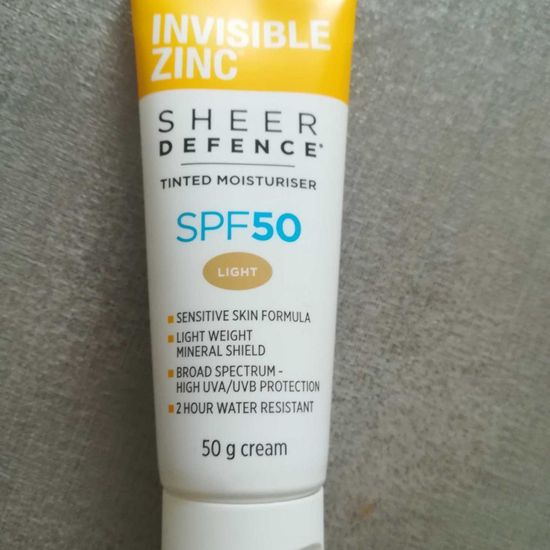 INVISIBLE
ZINC
SHEER
DEFENCE®
TINTED MOISTURISER
SPF50
LIGHT
SENSITIVE SKIN FORMULA
LIGHT WEIGHT
MINERAL SHIELD
BROAD SPECTRUM -
HIGH UVA/UVB PROTECTION
2 HOUR WATER RESISTANT
50 g cream